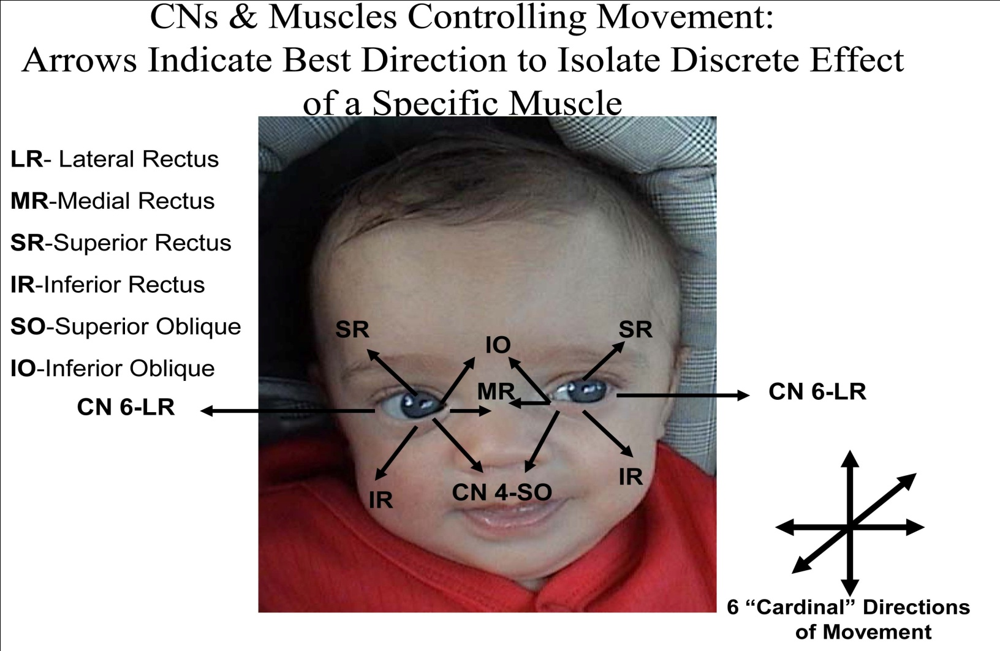 CNs & Muscles Controlling Movement:
Arrows Indicate Best Direction to Isolate Discrete Effect
of a Specific Muscle
LR- Lateral Rectus
MR-Medial Rectus
SR-Superior Rectus
IR-Inferior Rectus
SO-Superior Oblique
IO-Inferior Oblique
SR
SR
IO
MR
CN 6-LR
CN 6-LR
IR
IR
CN 4-SO
6 “Cardinal” Directions
of Movement